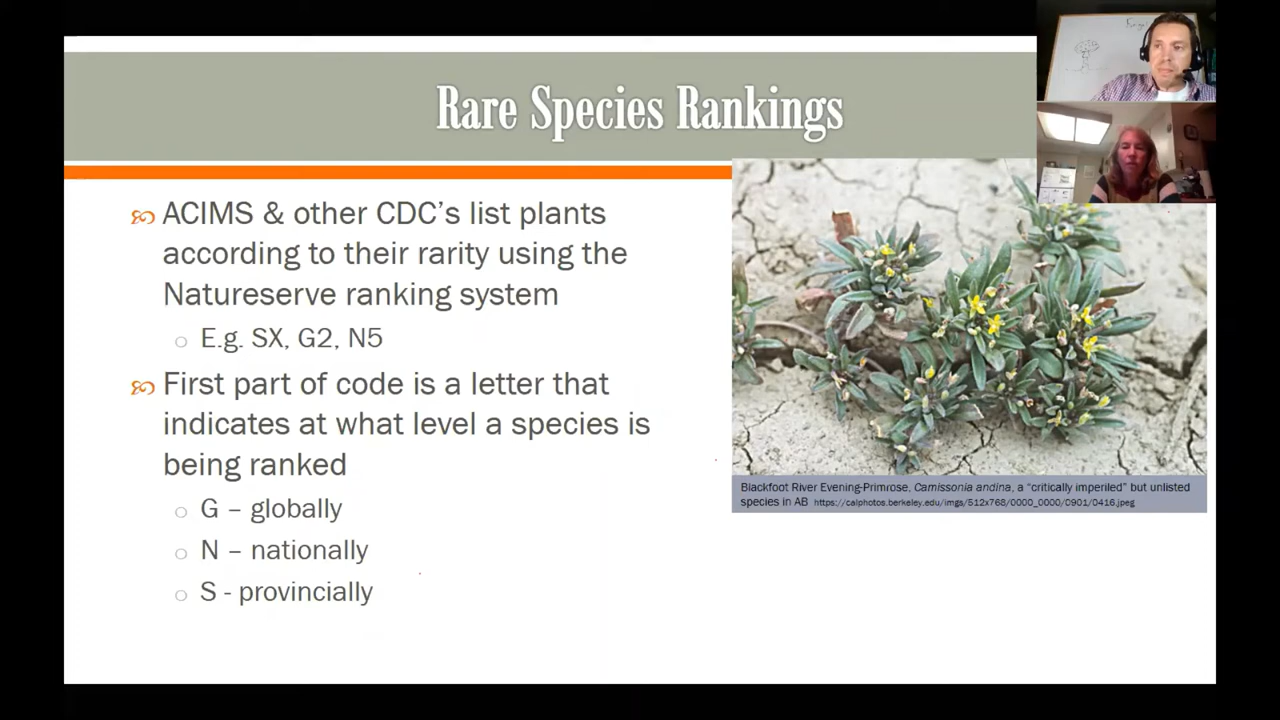 Rare Species Rankings
ACIMS & other CDC's list plants
according to their rarity using the
Natureserve ranking system
E.g. SX, G2, N5
First part of code is a letter that
indicates at what level a species is
being ranked
G – globally
N – nationally
S - provincially
Blackfoot River Evening-Primrose, Camissonia andina, a “critically imperiled” but unlisted
species in AB https://calphotos.berkeley.edu/imgs/512x768/0000_0000/0901/0416.jpeg